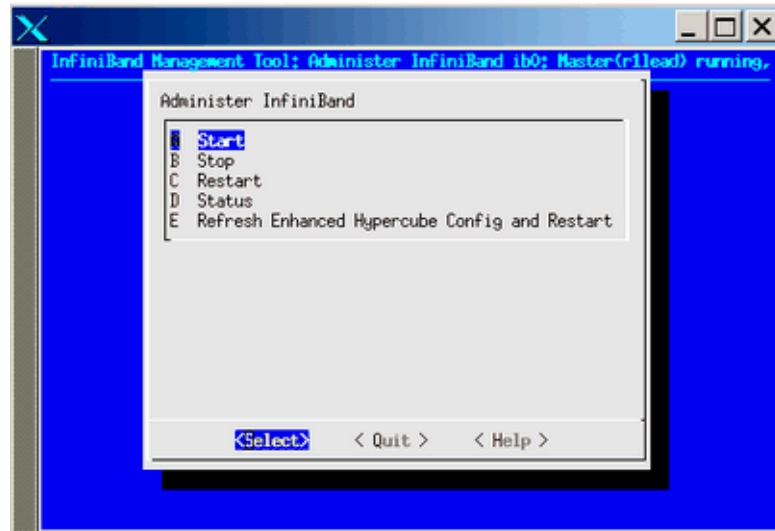 InfiniBand Management Tool; Administer InfiniBand ib0; Master(r1lead) running,
Administer InfiniBand
A Start
B Stop
C Restart
D Status
E Refresh Enhanced Hypercube Config and Restart
<Select> < Quit > < Help >